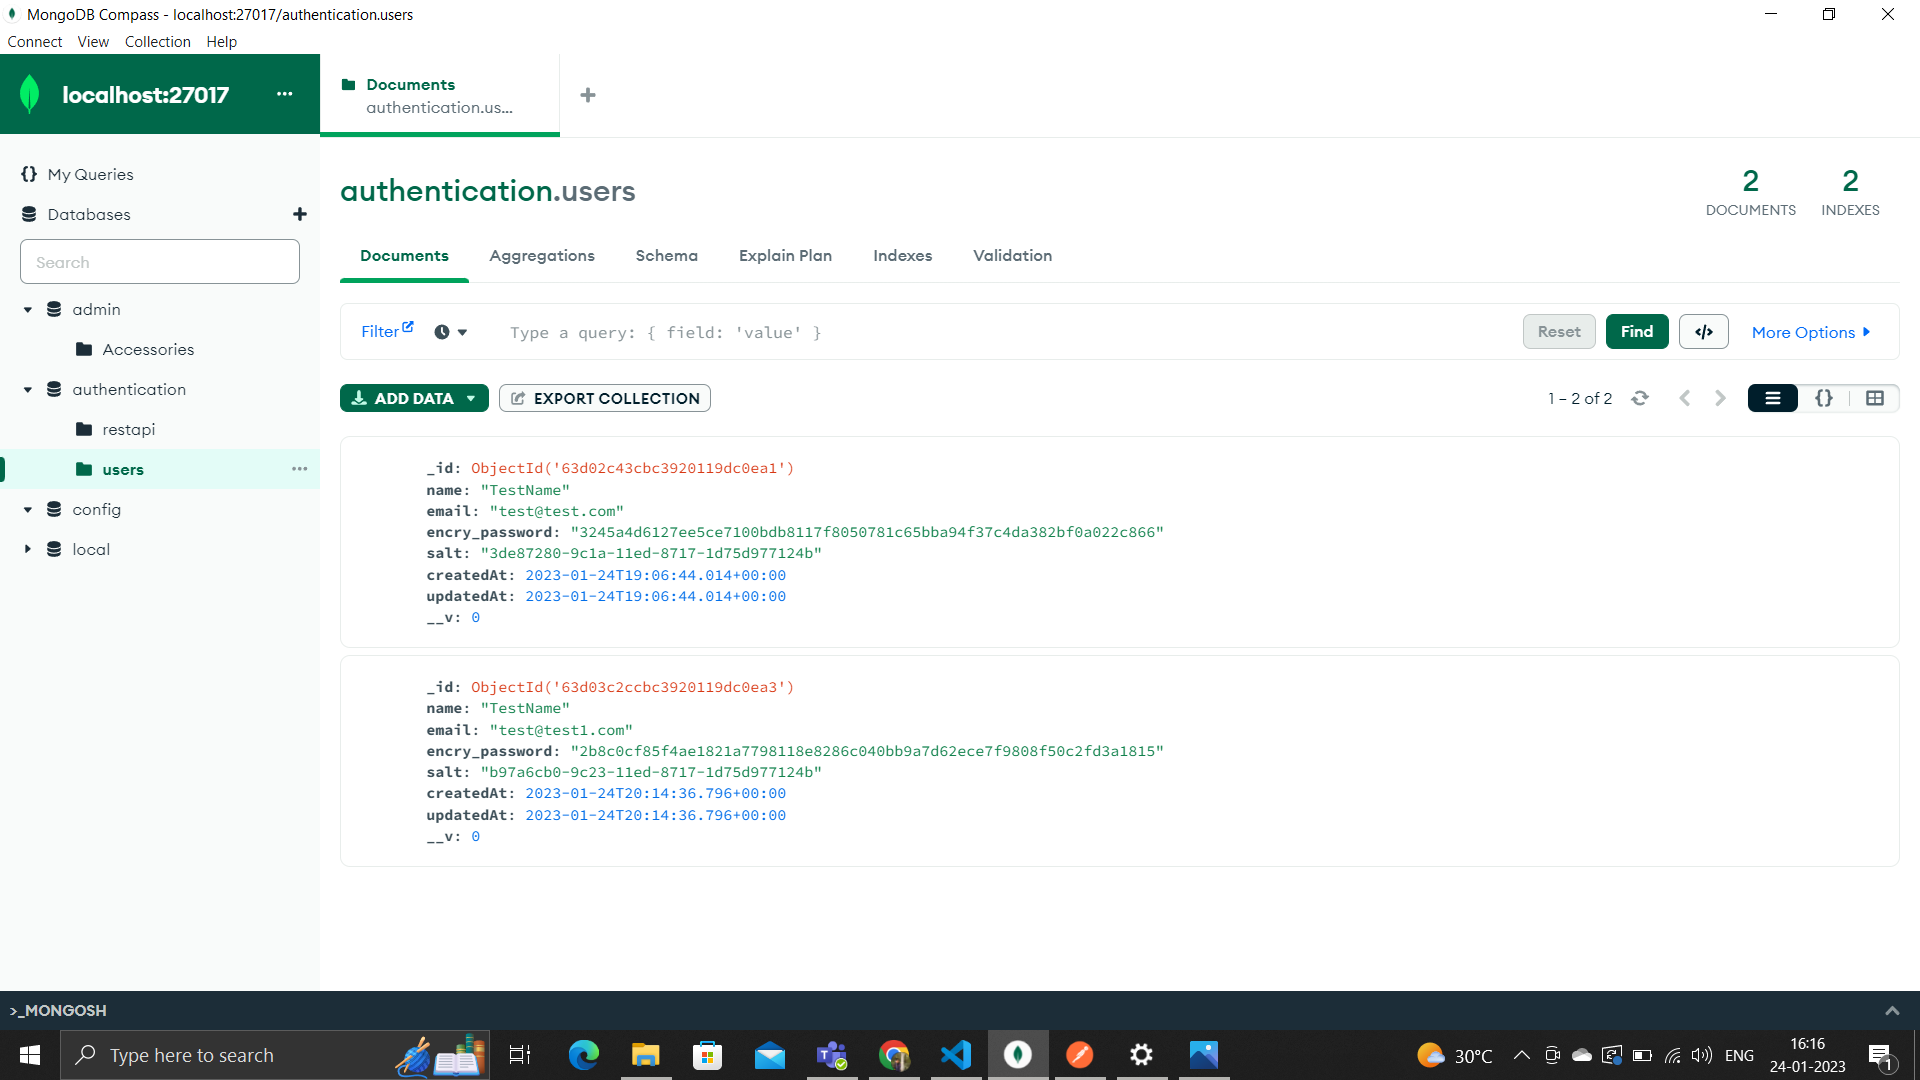 MongoDB Compass - localhost:27017/authentication.users
Connect View Collection Help
localhost:27017 ...
Documents
authentication.us...
My Queries
Databases
Search
admin
Accessories
authentication
restapi
users
config
local
authentication.users
2
DOCUMENTS
2
INDEXES
Documents Aggregations Schema Explain Plan Indexes Validation
Filter Type a query: { field: 'value' } Reset Find </> More Options
ADD DATA EXPORT COLLECTION 1 – 2 of 2 {}
_id: ObjectId('63d02c43cbc3920119dc0ea1')
name: "TestName"
email: "test@test.com"
encry_password: "3245a4d6127ee5ce7100bdb8117f8050781c65bba94f37c4da382bf0a022c866"
salt: "3de87280-9c1a-11ed-8717-1d75d977124b"
createdAt: 2023-01-24T19:06:44.014+00:00
updatedAt: 2023-01-24T19:06:44.014+00:00
__v: 0
_id: ObjectId('63d03c2ccbc3920119dc0ea3')
name: "TestName"
email: "test@test1.com"
encry_password: "2b8c0cf85f4ae1821a7798118e8286c040bb9a7d62ece7f9808f50c2fd3a1815"
salt: "b97a6cb0-9c23-11ed-8717-1d75d977124b"
createdAt: 2023-01-24T20:14:36.796+00:00
updatedAt: 2023-01-24T20:14:36.796+00:00
__v: 0
>_MONGOSH
Type here to search
30°C ENG
16:16
24-01-2023
1